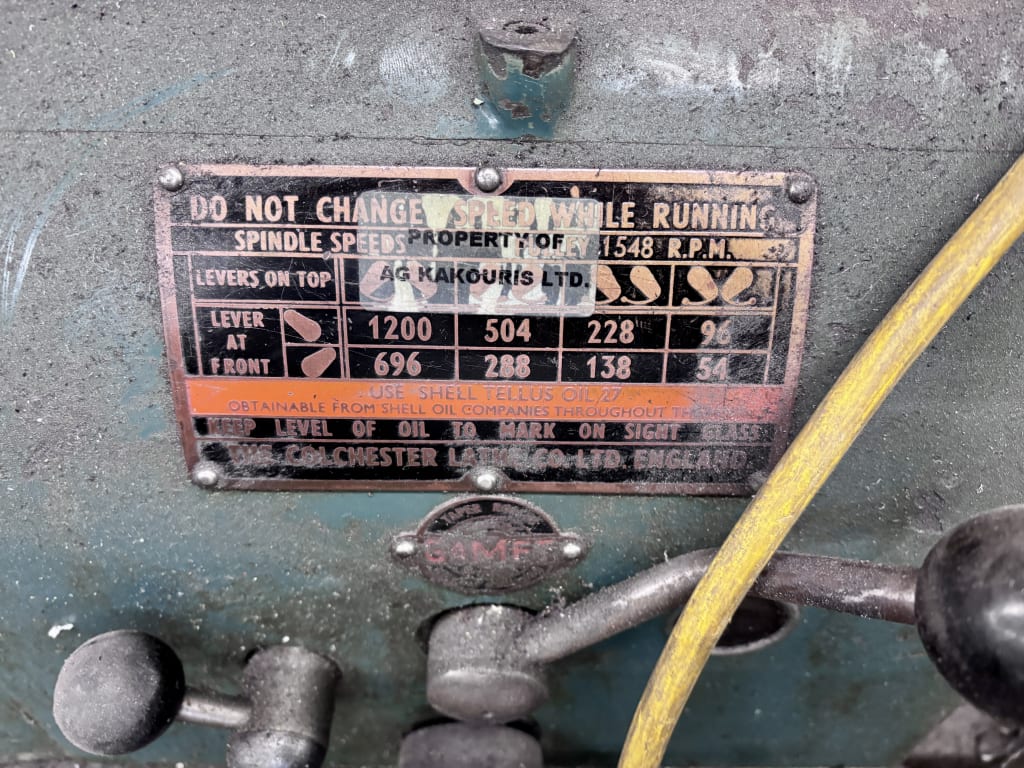 DO NOT CHANGE SPEED WHILE RUNNING
SPINDLE SPEEDS 1548 R.P.M.
PROPERTY OF
AG KAKOURIS LTD.
LEVERS ON TOP
LEVER AT FRONT
1200 504 228 96
696 288 138 54
USE SHELL TELLUS OIL 27
OBTAINABLE FROM SHELL OIL COMPANIES THROUGHOUT
KEEP LEVEL OF OIL TO MARK ON SIGHT GLASS
THE COLCHESTER LATHE CO. LTD. ENGLAND
GAMET